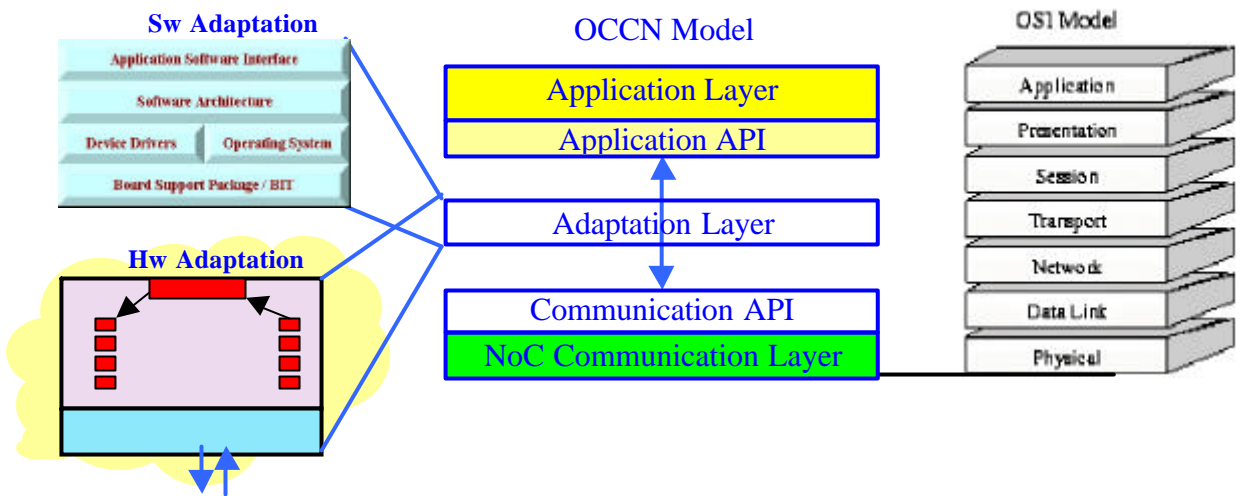 Sw Adaptation
Application Software Interface
Software Architecture
Device Drivers
Operating System
Board Support Package / BIT
Hw Adaptation
OCCN Model
Application Layer
Application API
Adaptation Layer
Communication API
NoC Communication Layer
OSI Model
Application
Presentation
Session
Transport
Network
Data Link
Physical